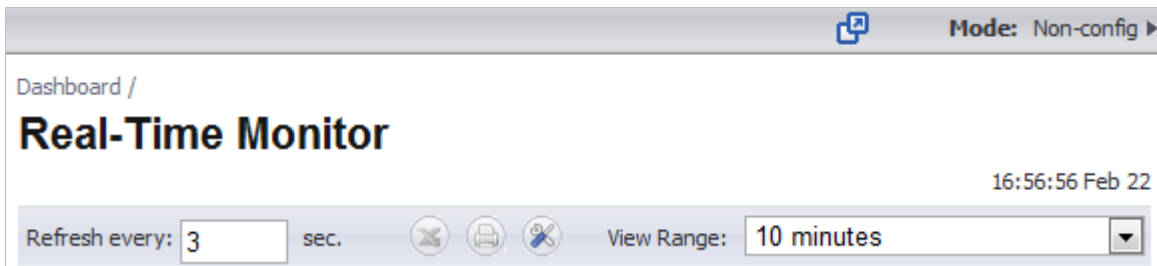 Mode: Non-config
Dashboard /
Real-Time Monitor
16:56:56 Feb 22
Refresh every: 3 sec. View Range: 10 minutes